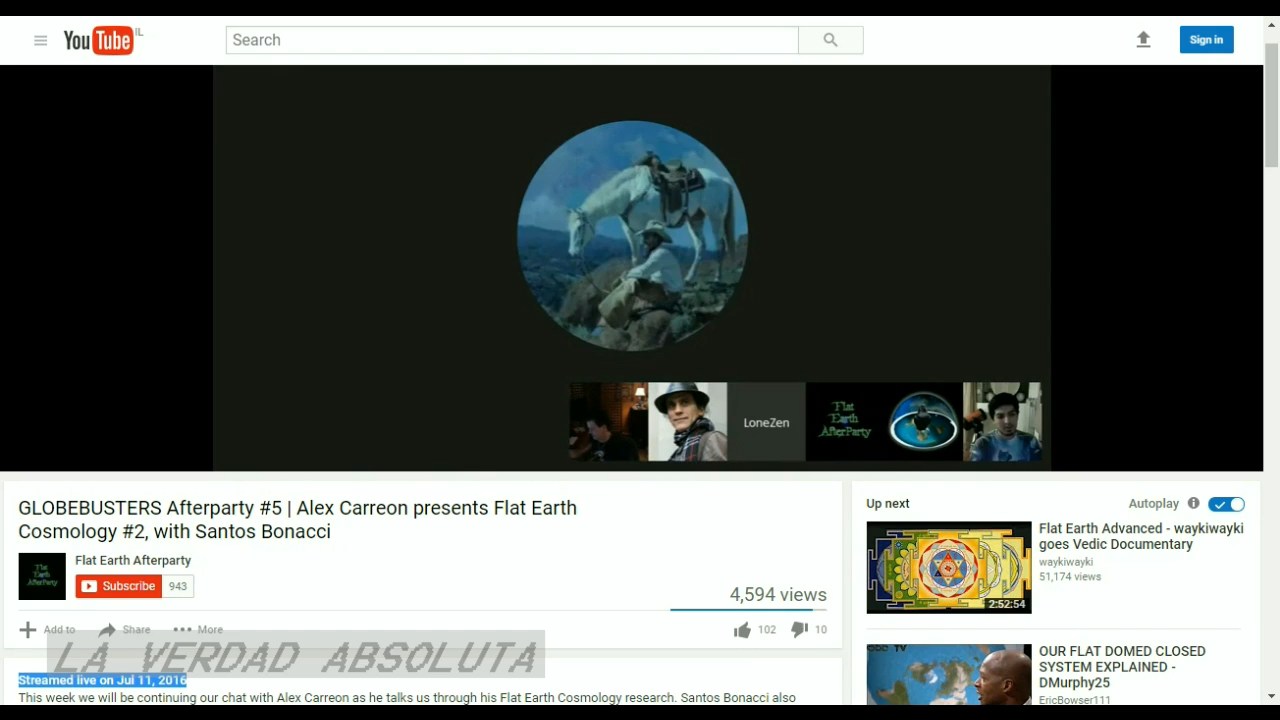 YouTube IL
Search
Sign in
LoneZen
Flat
Earth
AfterParty
GLOBEBUSTERS Afterparty #5 | Alex Carreon presents Flat Earth
Cosmology #2, with Santos Bonacci
Flat
Earth
AfterParty
Flat Earth Afterparty
Subscribe 943
4,594 views
Add to Share More
102 10
LA VERDAD ABSOLUTA
Streamed live on Jul 11, 2016
This week we will be continuing our chat with Alex Carreon as he talks us through his Flat Earth Cosmology research. Santos Bonacci also
Up next
Autoplay
Flat Earth Advanced - waykiwayki
goes Vedic Documentary
waykiwayki
51,174 views
2:52:54
OUR FLAT DOMED CLOSED
SYSTEM EXPLAINED -
DMurphy25
EricBowser111